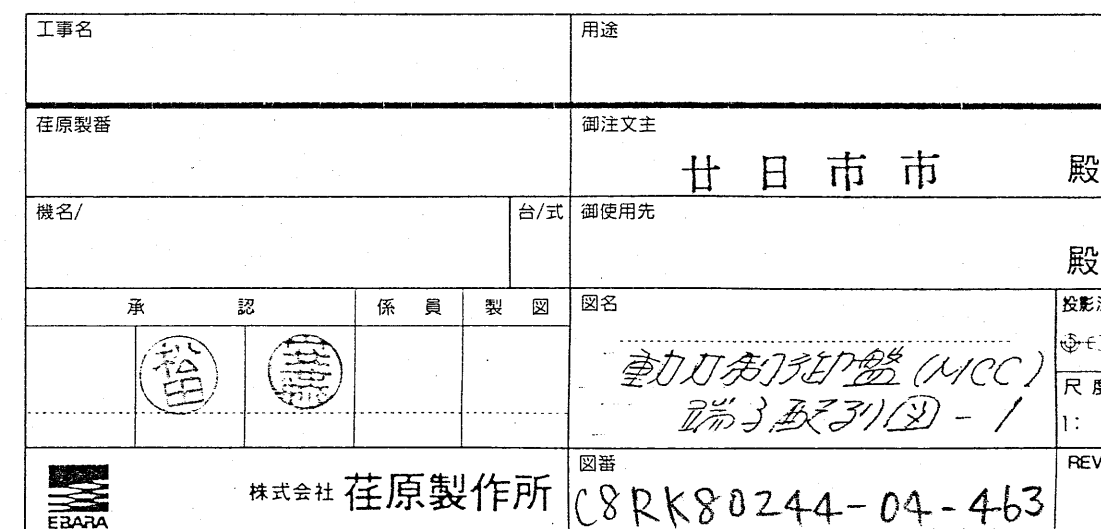 工事名
用途
荏原製番
御注文主
廿日市市 殿
機名/
台/式
御使用先
殿
承認
係員
製図
図名
投影
松田
動力制御盤(MCC)
端子配列図-1
尺度
1:
EBARA
株式会社 荏原製作所
図番
C8RK80244-04-463
REV